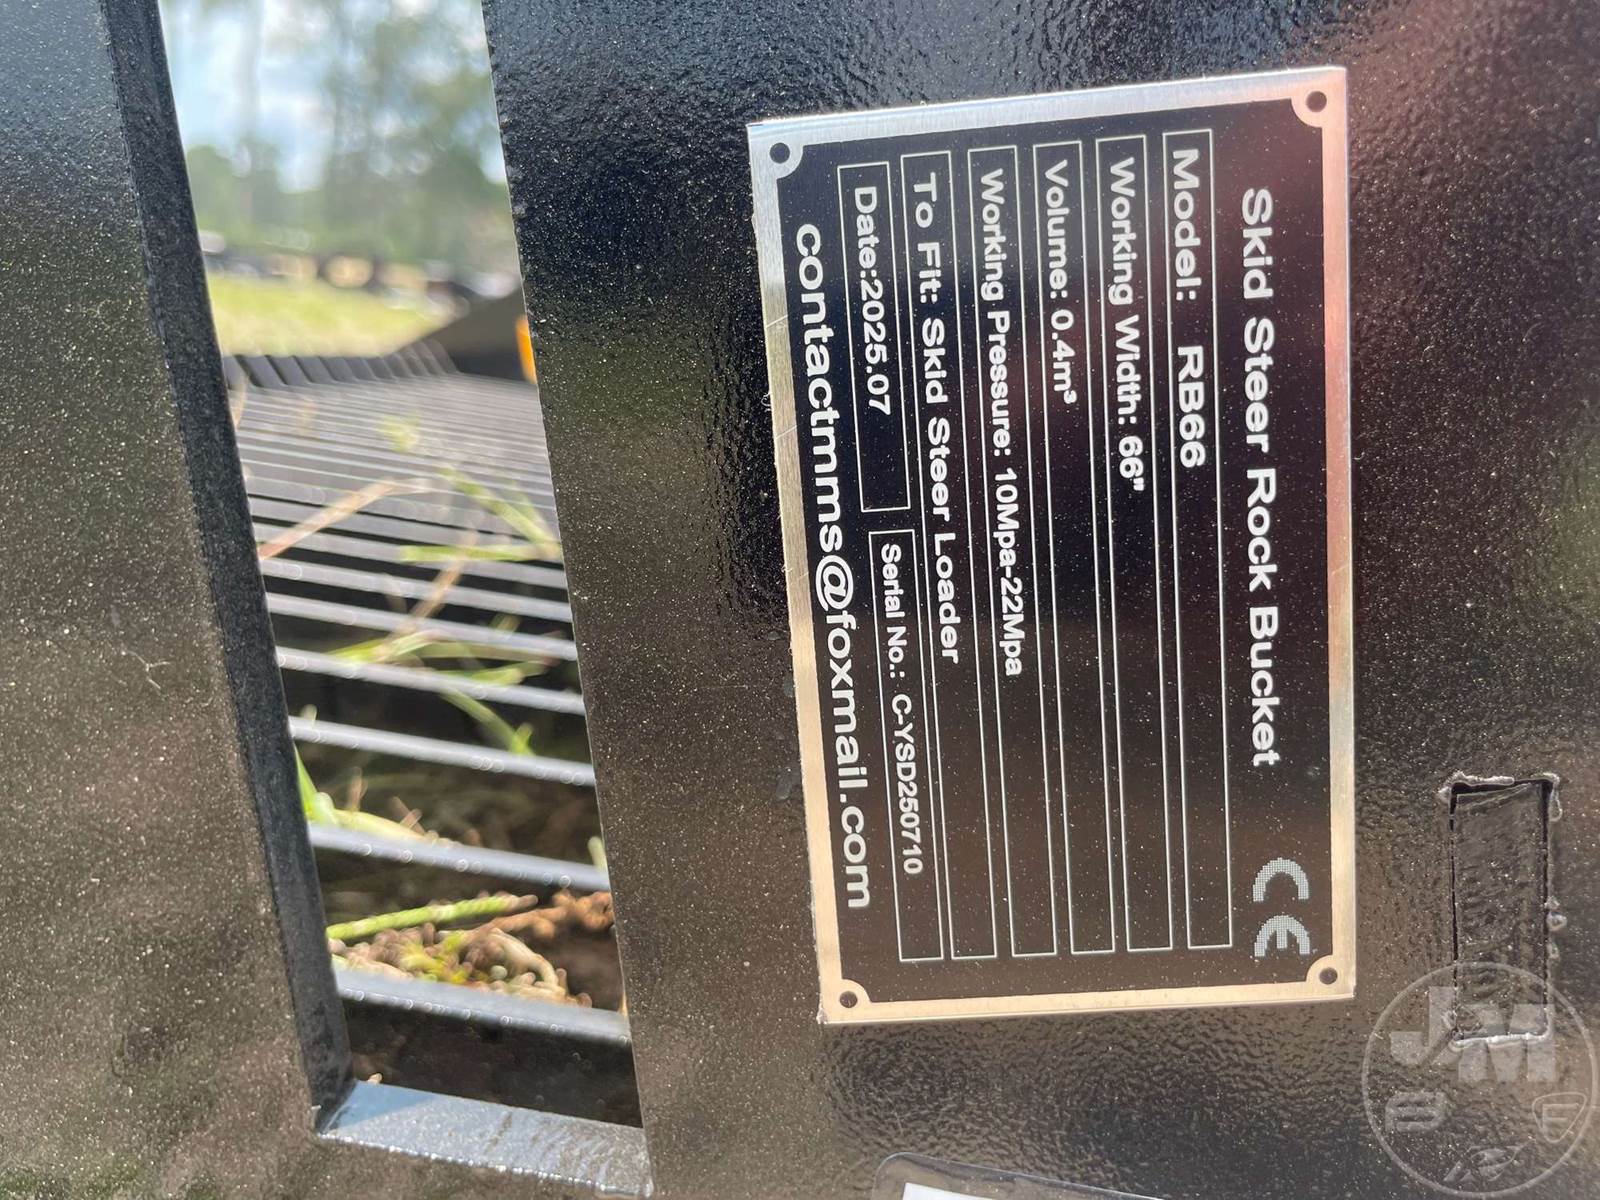 Skid Steer Rock Bucket CE
Model: RB66
Working Width: 66"
Volume: 0.4m³
Working Pressure: 10Mpa-22Mpa
To Fit: Skid Steer Loader
Date:2025.07
Serial No.: C-YSD250710
contactmms@foxmail.com
JM